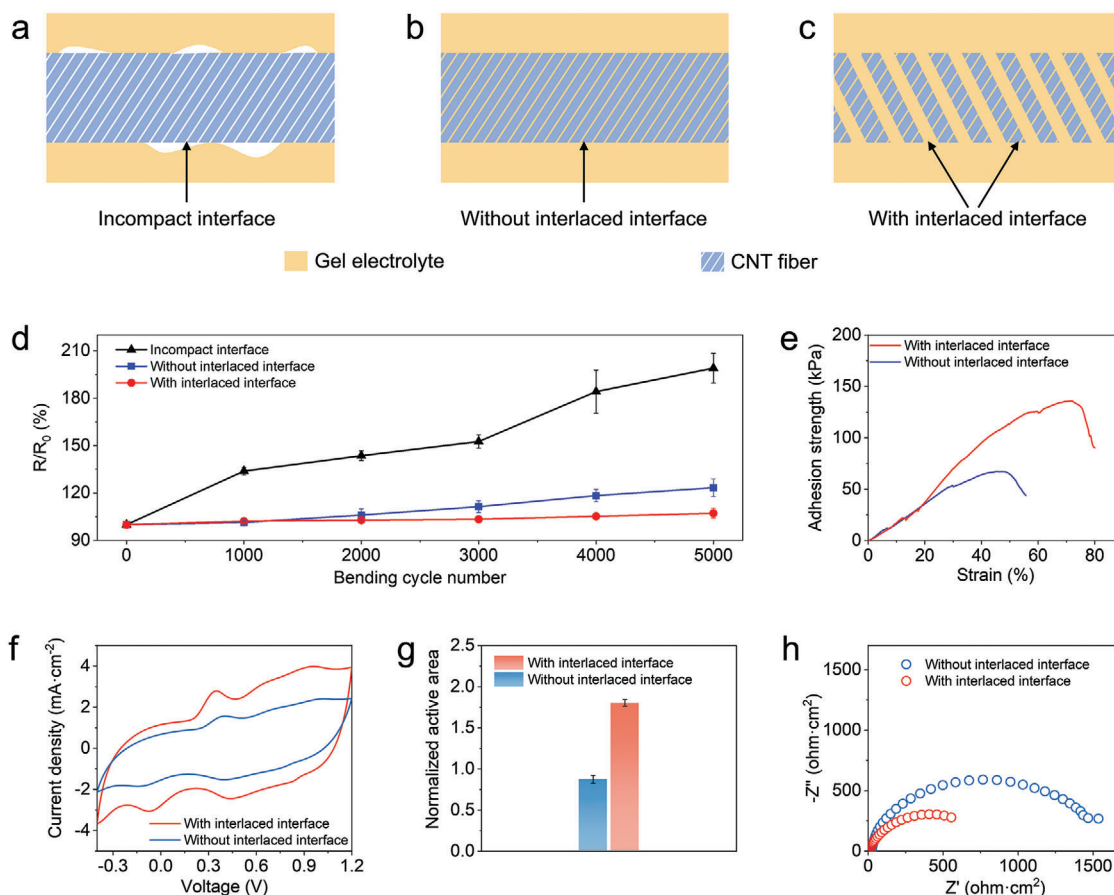 a
b
c
Incompact interface
Without interlaced interface
With interlaced interface
Gel electrolyte
CNT fiber
d
Incompact interface
Without interlaced interface
With interlaced interface
R/R₀ (%)
210
180
150
120
90
0
1000
2000
3000
4000
5000
Bending cycle number
e
With interlaced interface
Without interlaced interface
Adhesion strength (kPa)
200
150
100
50
0
0
20
40
60
80
Strain (%)
f
Current density (mA·cm⁻²)
4
2
0
-2
-4
With interlaced interface
Without interlaced interface
-0.3
0.0
0.3
0.6
0.9
1.2
Voltage (V)
g
Normalized active area
2.5
2.0
1.5
1.0
0.5
0.0
With interlaced interface
Without interlaced interface
h
Without interlaced interface
With interlaced interface
-Z'' (ohm·cm²)
1500
1000
500
0
0
500
1000
1500
Z' (ohm·cm²)